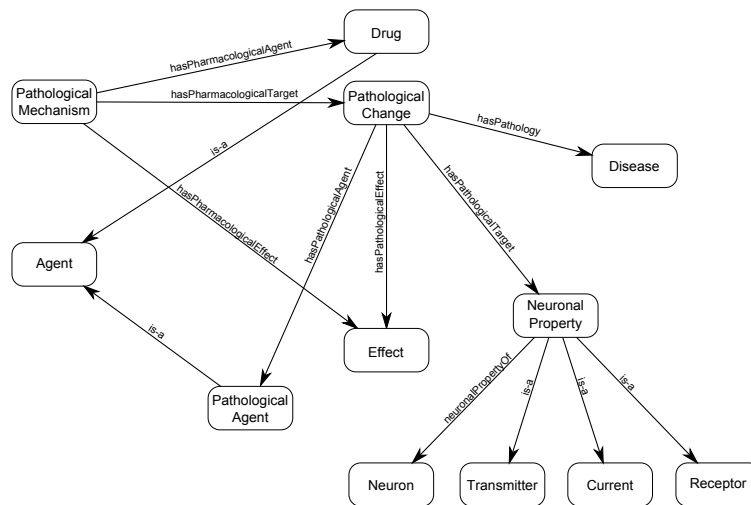 Drug
hasPharmacologicalAgent
Pathological
Mechanism
hasPharmacologicalTarget
Pathological
Change
hasPathology
Disease
is-a
hasPharmacologicalEffect
hasPathologicalAgent
hasPathologicalEffect
hasPathologicalTarget
Agent
is-a
Effect
Neuronal
Property
Pathological
Agent
neuronalPropertyOf
is-a
is-a
is-a
Neuron
Transmitter
Current
Receptor